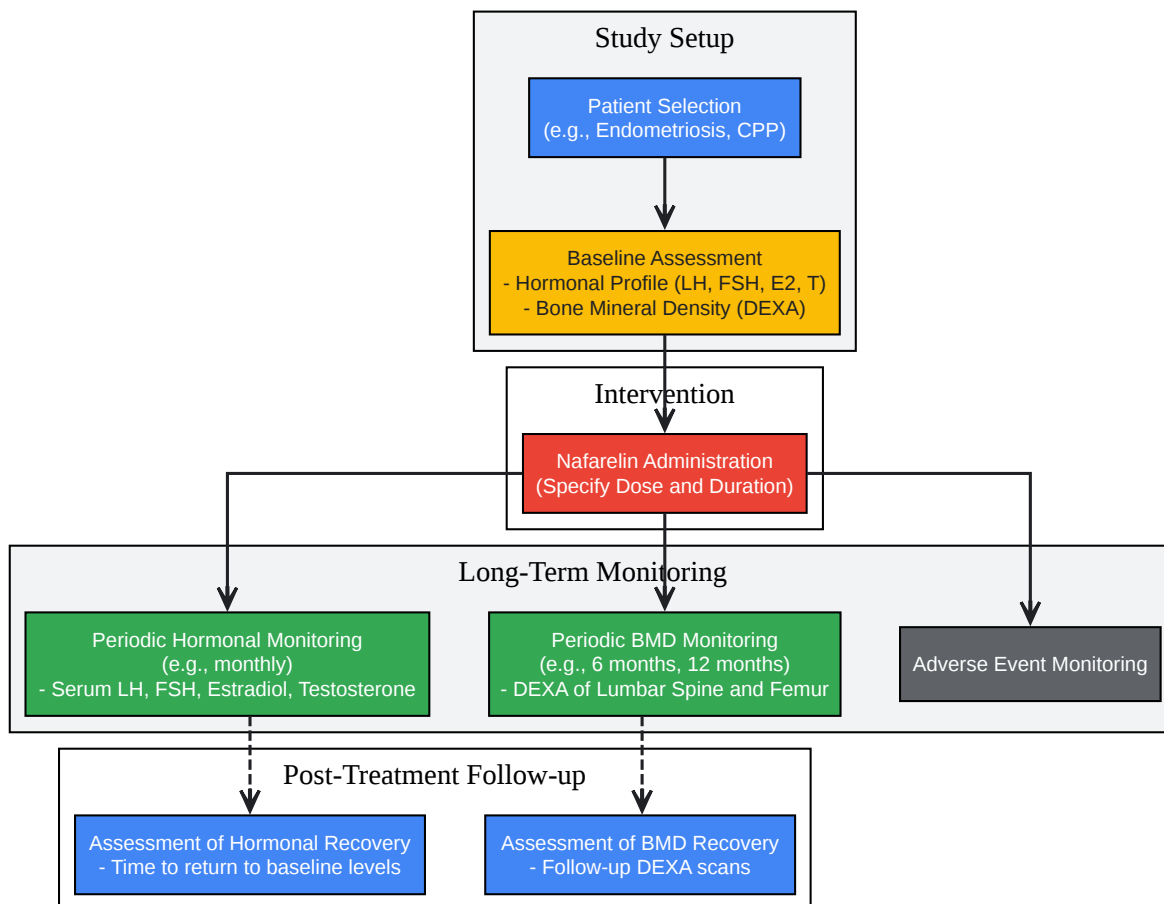 Study Setup
Patient Selection
(e.g., Endometriosis, CPP)
Baseline Assessment
- Hormonal Profile (LH, FSH, E2, T)
- Bone Mineral Density (DEXA)
Intervention
Nafarelin Administration
(Specify Dose and Duration)
Long-Term Monitoring
Periodic Hormonal Monitoring
(e.g., monthly)
- Serum LH, FSH, Estradiol, Testosterone
Periodic BMD Monitoring
(e.g., 6 months, 12 months)
- DEXA of Lumbar Spine and Femur
Adverse Event Monitoring
Post-Treatment Follow-up
Assessment of Hormonal Recovery
- Time to return to baseline levels
Assessment of BMD Recovery
- Follow-up DEXA scans